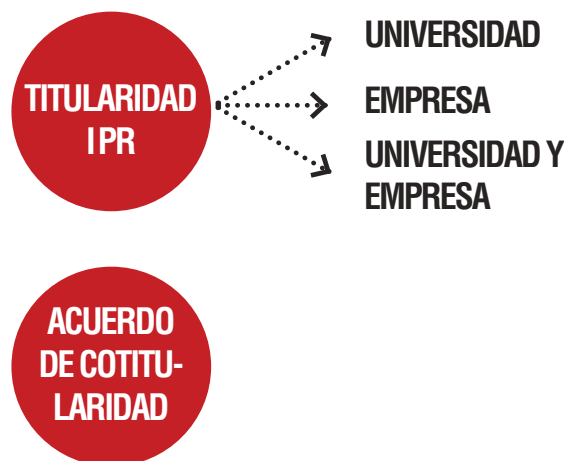 TITULARIDAD
IPR
UNIVERSIDAD
EMPRESA
UNIVERSIDAD Y
EMPRESA
ACUERDO
DE COTITU-
LARIDAD